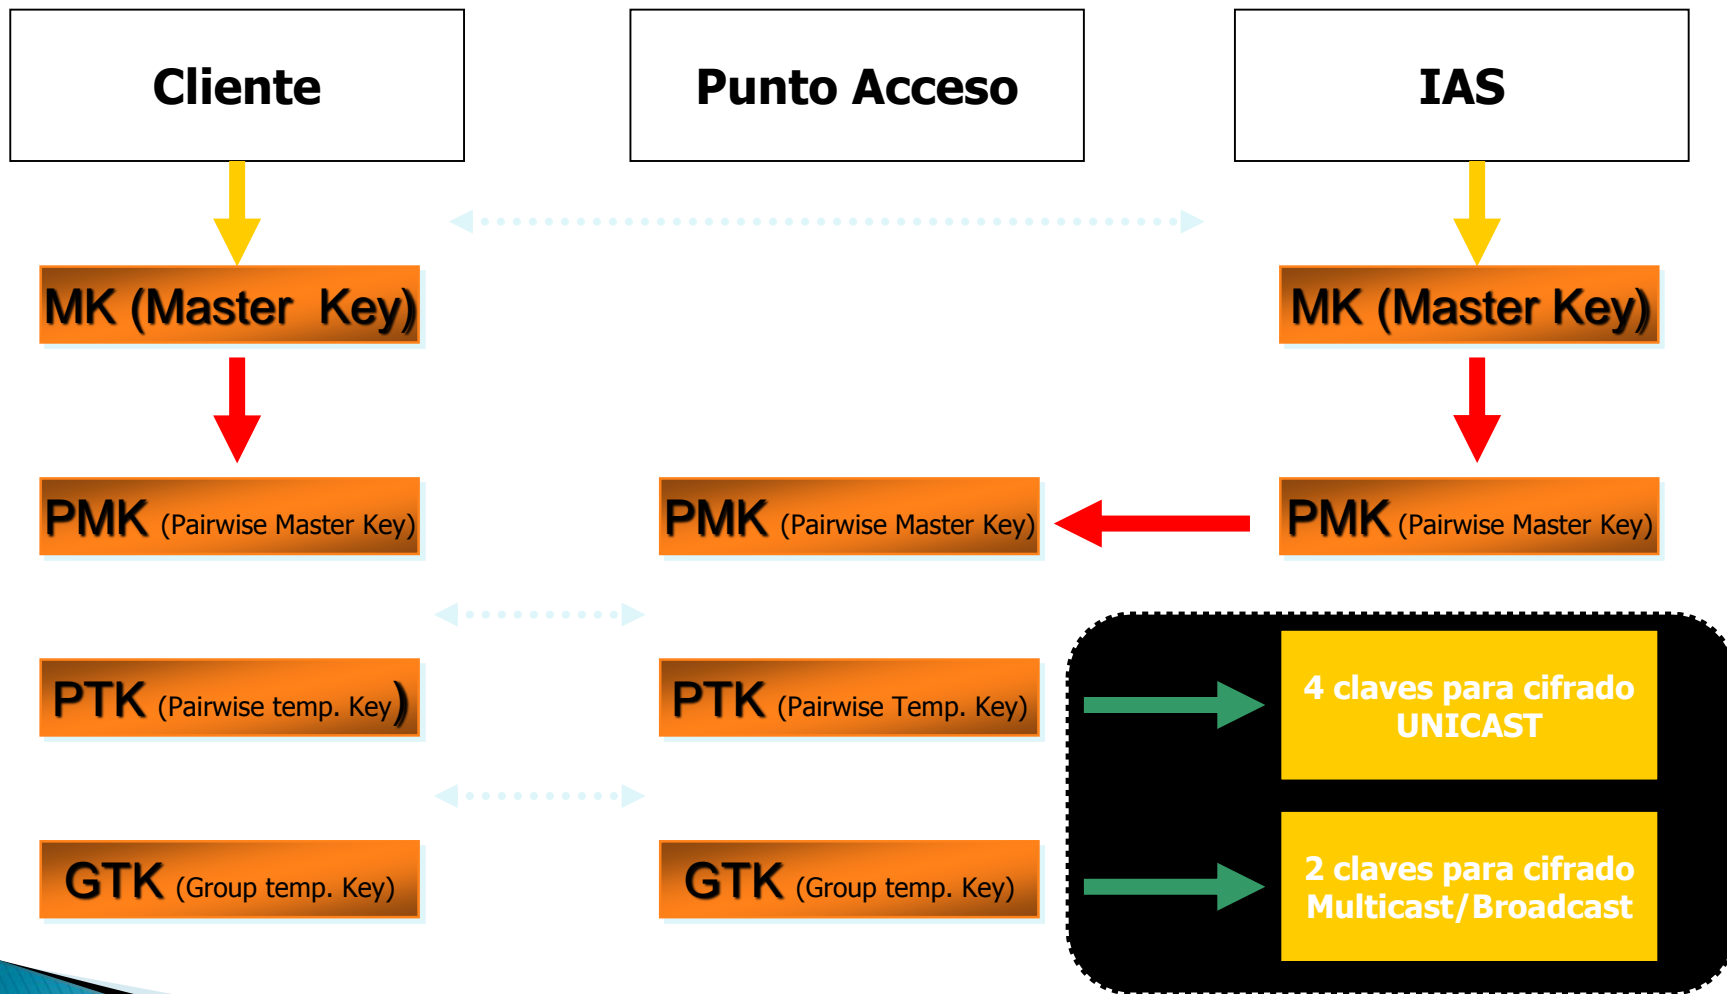 Cliente
Punto Acceso
IAS
MK (Master Key)
MK (Master Key)
PMK (Pairwise Master Key)
PMK (Pairwise Master Key)
PMK (Pairwise Master Key)
PTK (Pairwise temp. Key)
PTK (Pairwise Temp. Key)
4 claves para cifrado
UNICAST
GTK (Group temp. Key)
GTK (Group temp. Key)
2 claves para cifrado
Multicast/Broadcast